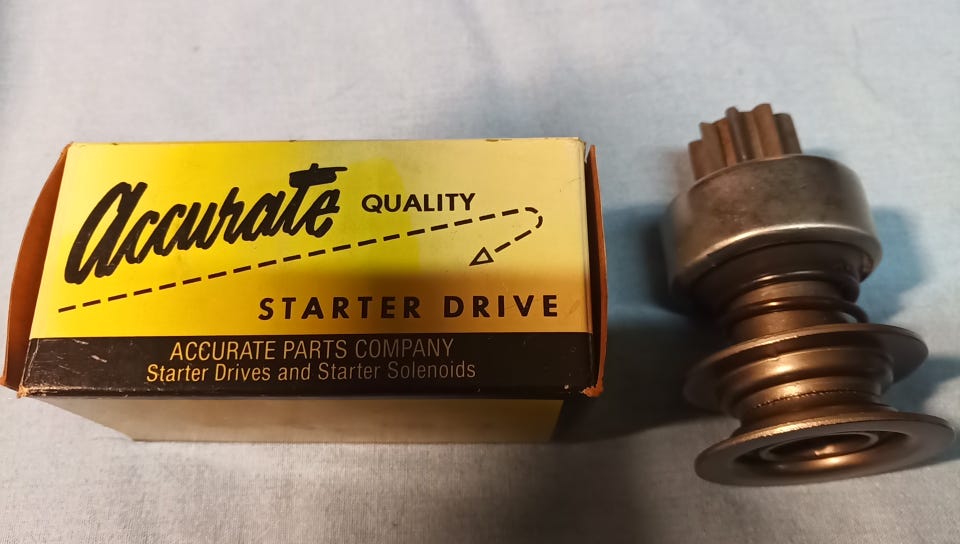 Accurate QUALITY
STARTER DRIVE
ACCURATE PARTS COMPANY
Starter Drives and Starter Solenoids